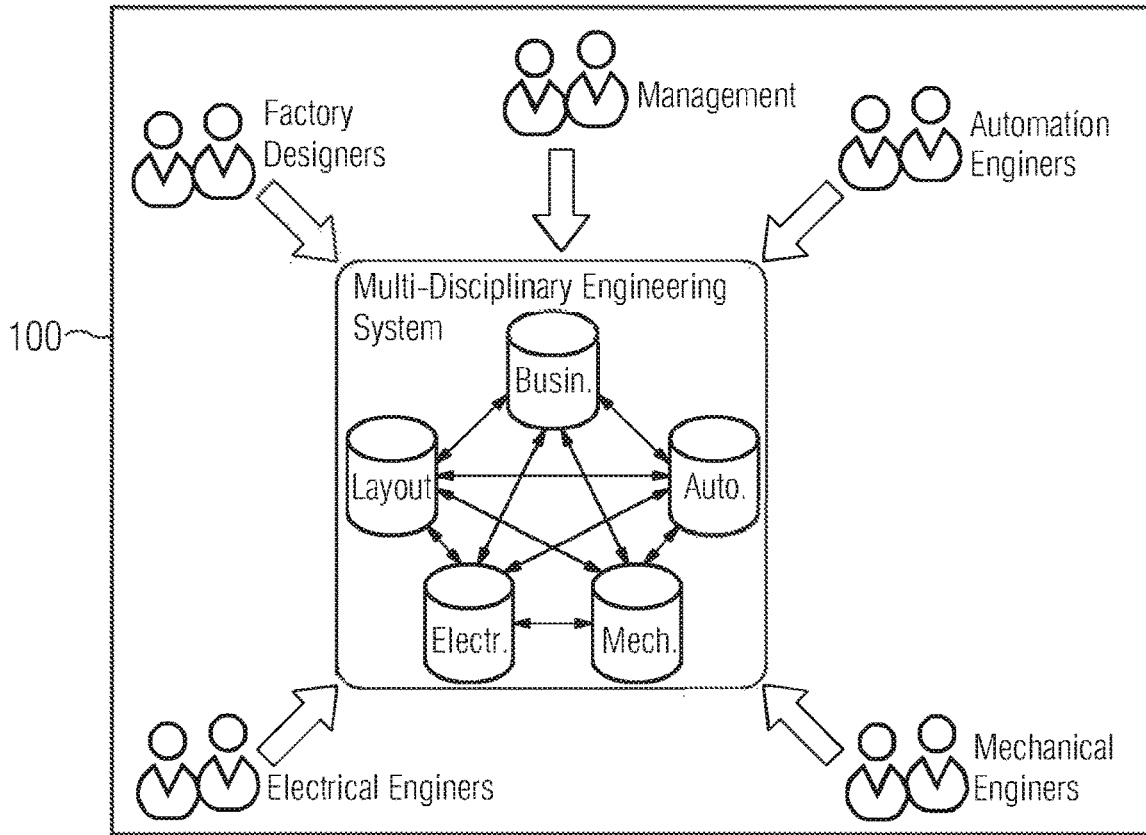 Management
Factory
Designers
Automation
Enginers
Multi-Disciplinary Engineering
System
100
Busin.
Layout
Auto.
Electr.
Mech.
Electrical Enginers
Mechanical
Enginers